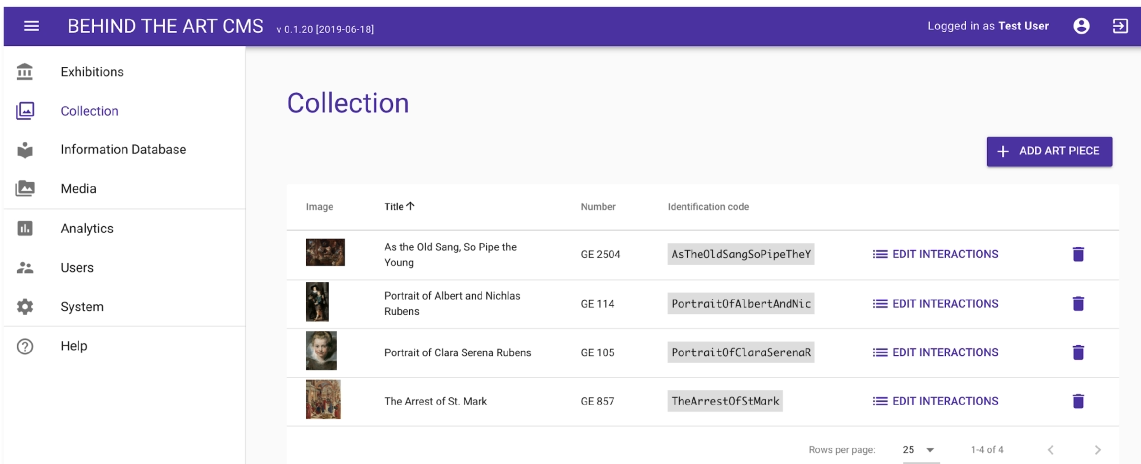 BEHIND THE ART CMS v 0.1.20 [2019-06-18] Logged in as Test User
Exhibitions
Collection
Information Database
Media
Analytics
Users
System
Help
Collection
+ ADD ART PIECE
Image Title Number Identification code
As the Old Sang, So Pipe the
Young
GE 2504 AsTheOldSangSoPipeTheY EDIT INTERACTIONS
Portrait of Albert and Nichlas
Rubens
GE 114 PortraitOfAlbertAndNic EDIT INTERACTIONS
Portrait of Clara Serena Rubens GE 105 PortraitOfClaraSerenaR EDIT INTERACTIONS
The Arrest of St. Mark GE 857 TheArrestOfStMark EDIT INTERACTIONS
Rows per page: 25 1-4 of 4